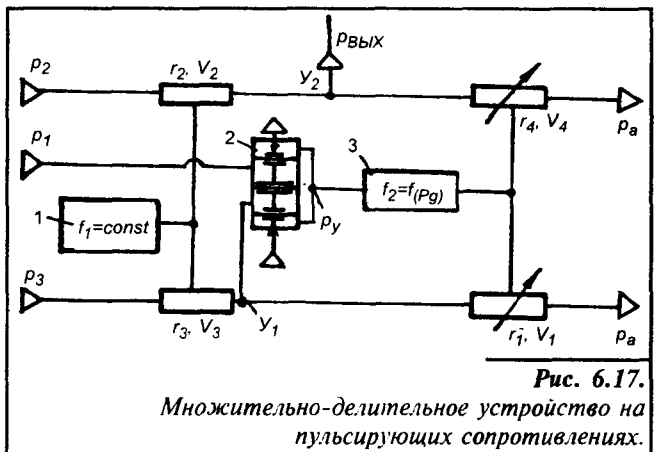 pвых
p2
r2, V2
У2
r4, V4
pa
p1
2
3
f2=f(Pg)
pу
1
f1=const
p3
r3, V3
У1
r1, V1
pa
Рис. 6.17.
Множительно-делительное устройство на
пульсирующих сопротивлениях.